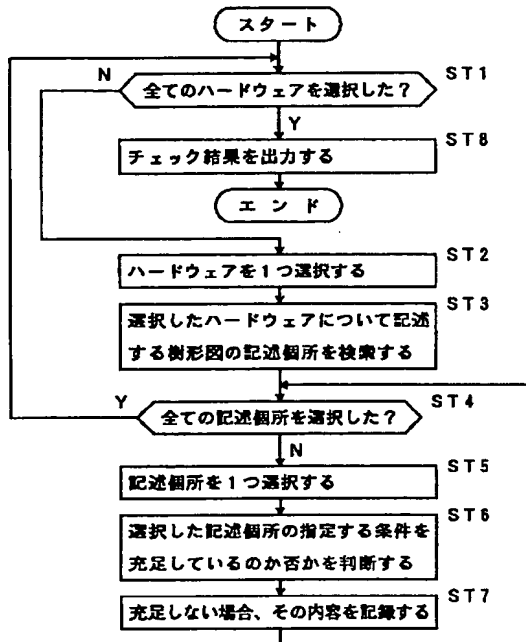 スタート
N
全てのハードウェアを選択した？
ST1
Y
チェック結果を出力する
ST8
エンド
ハードウェアを１つ選択する
ST2
選択したハードウェアについて記述
する樹形図の記述個所を検索する
ST3
Y
全ての記述個所を選択した？
ST4
N
記述個所を１つ選択する
ST5
選択した記述個所の指定する条件を
充足しているのか否かを判断する
ST6
充足しない場合、その内容を記録する
ST7